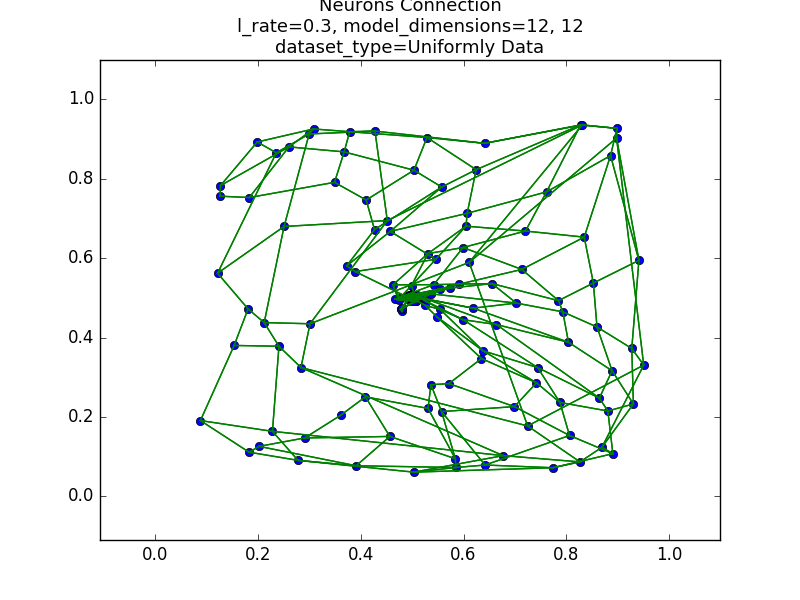 Neurons Connection
l_rate=0.3, model_dimensions=12, 12
dataset_type=Uniformly Data
1.0
0.8
0.6
0.4
0.2
0.0
0.0 0.2 0.4 0.6 0.8 1.0